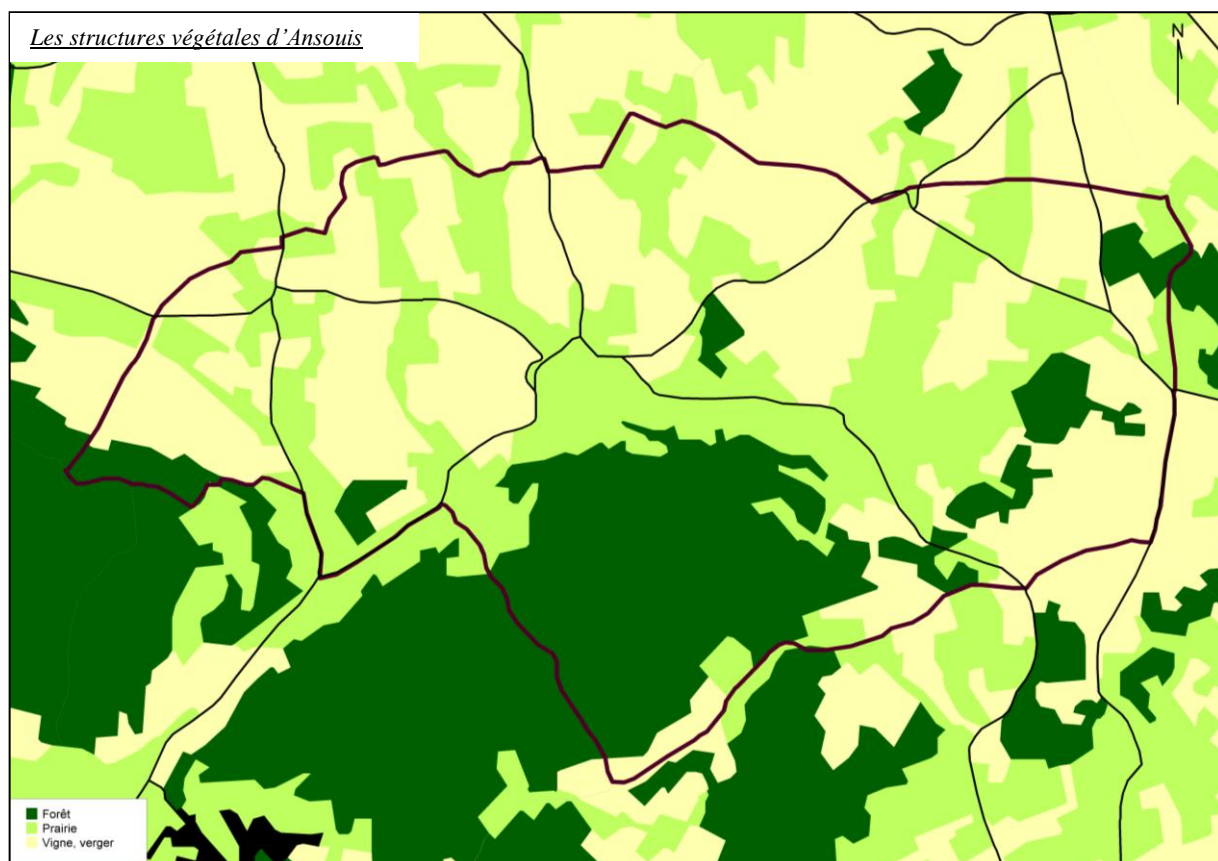 Les structures végétales d’Ansouis
N
Forêt
Prairie
Vigne, verger